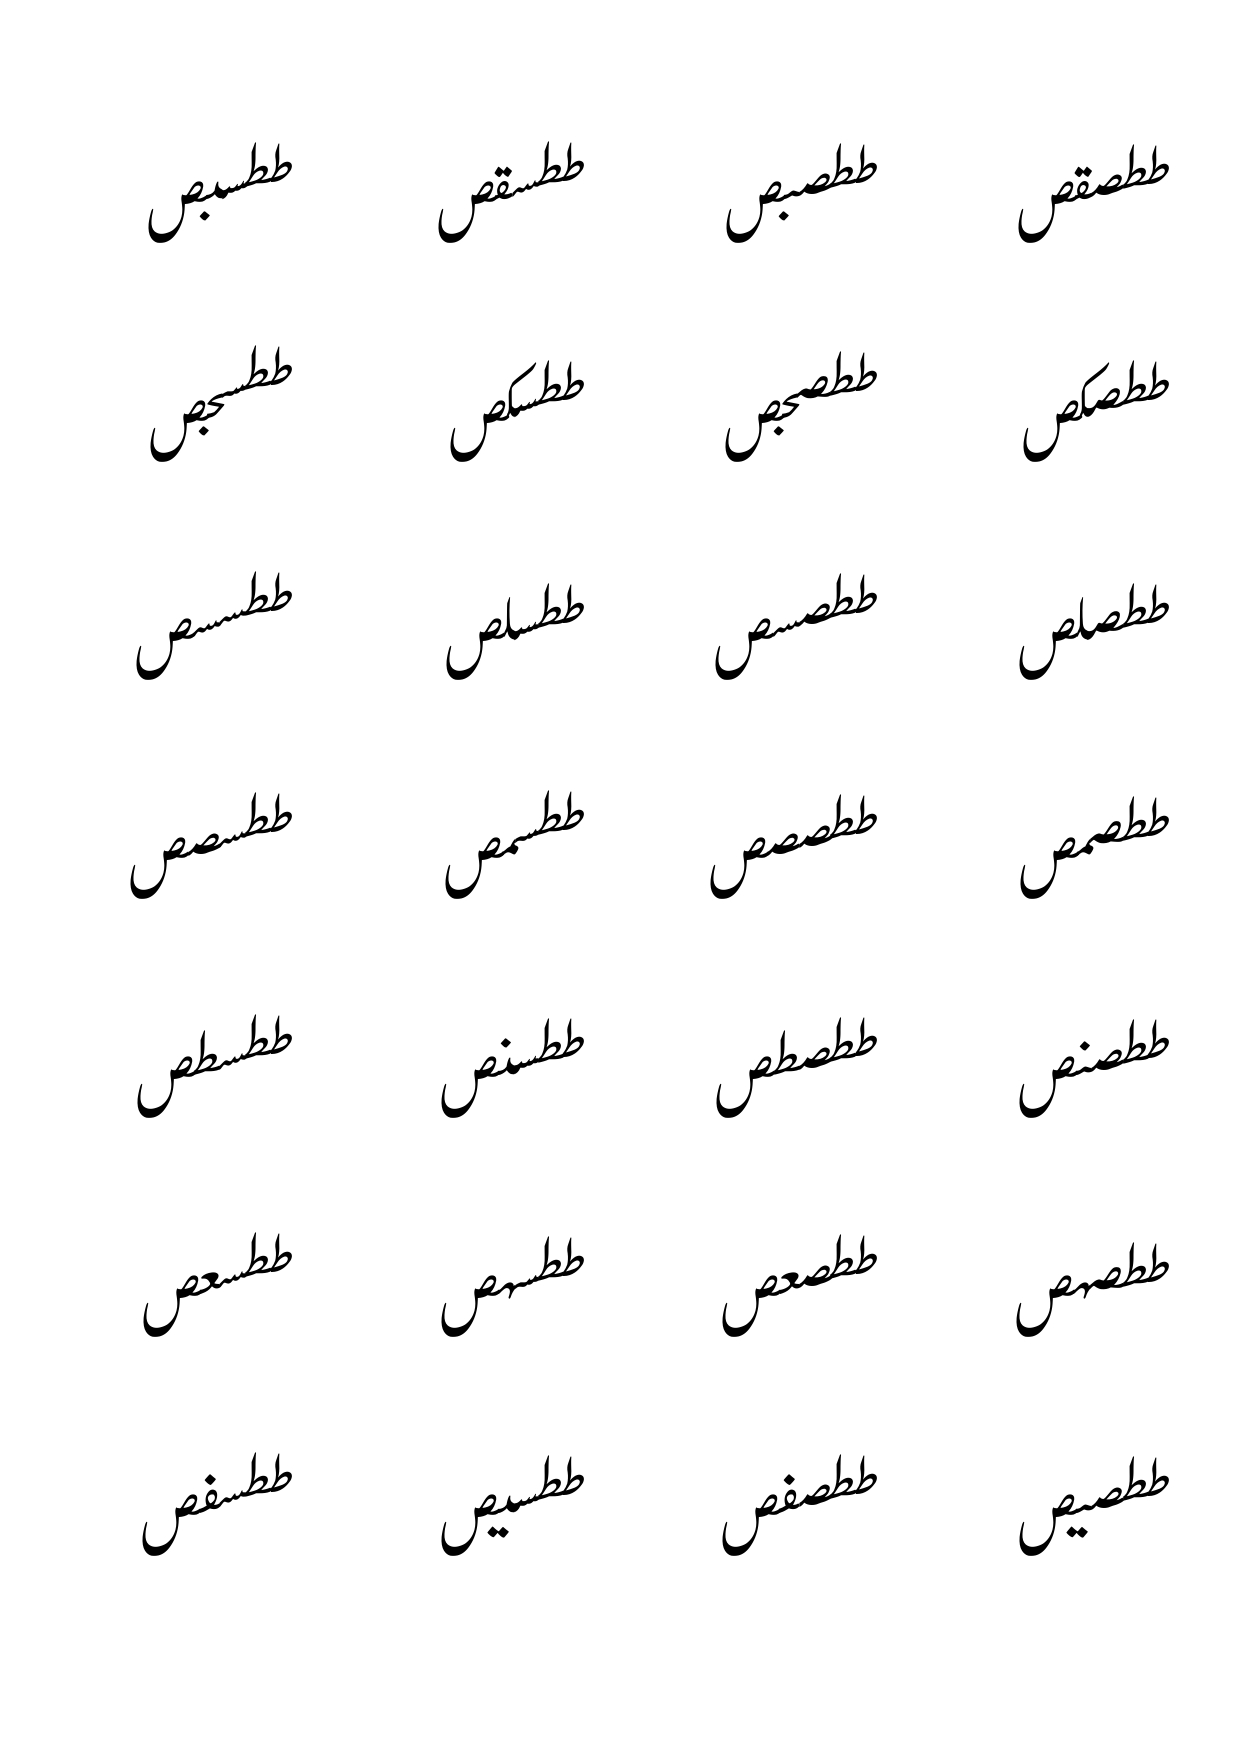 ططصقص ططصبص ططسقص ططسبص
ططصكص ططصجص ططسكص ططسجص
ططصلص ططصسص ططسلص ططسسص
ططصمص ططصصص ططسمص ططسصص
ططصنص ططصطص ططسنص ططسطص
ططصهص ططصعص ططسهص ططسعص
ططصيص ططصفص ططسيص ططسفص